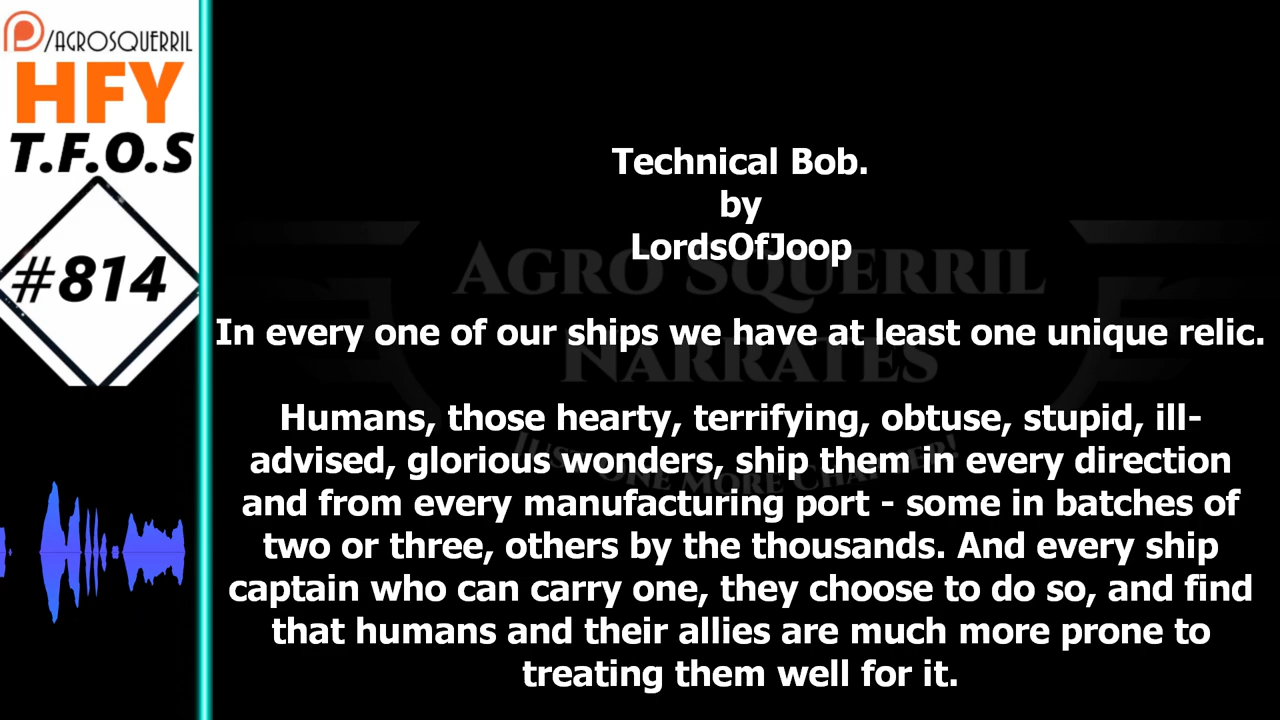 /AGROSQUERRIL
HFY
T.F.O.S
#814
Technical Bob.
by
LordsOfJoop
AGRO SQUERRIL
NARRATES
JUST ONE MORE CHAPTER!
In every one of our ships we have at least one unique relic.
Humans, those hearty, terrifying, obtuse, stupid, ill-
advised, glorious wonders, ship them in every direction
and from every manufacturing port - some in batches of
two or three, others by the thousands. And every ship
captain who can carry one, they choose to do so, and find
that humans and their allies are much more prone to
treating them well for it.